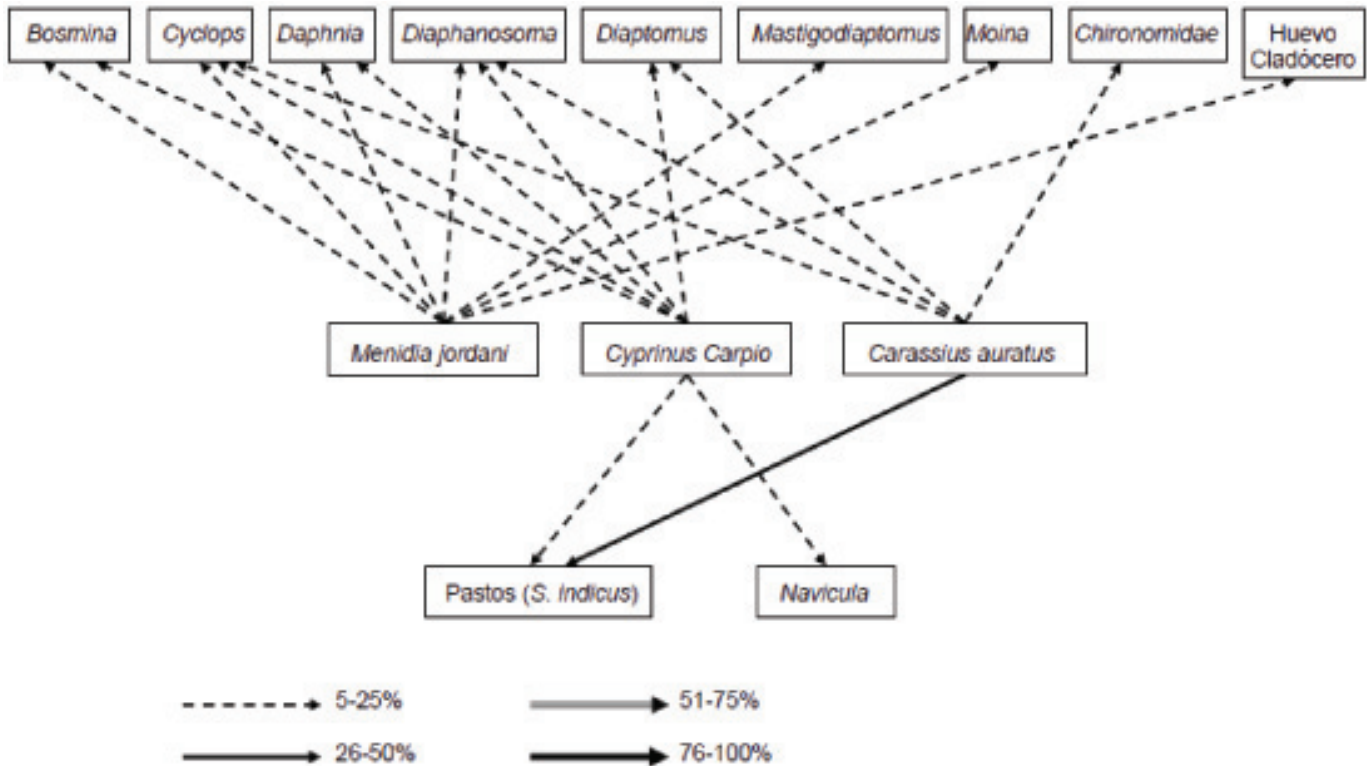 Bosmina
Cyclops
Daphnia
Diaphanosoma
Diaptomus
Mastigodiaptomus
Moina
Chironomidae
Huevo
Cladócero
Menidia jordani
Cyprinus Carpio
Carassius auratus
Pastos (S. indicus)
Navicula
5-25%
51-75%
26-50%
76-100%